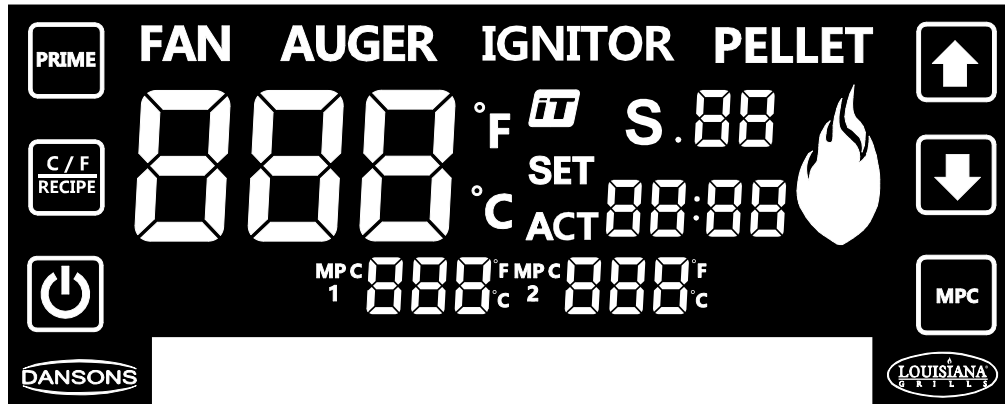 FAN AUGER IGNITOR PELLET
PRIME
888 °F iT S.88
C/F
RECIPE
SET
°C ACT 88:88
MPC 1 888 °F °C MPC 2 888 °F °C
MPC
DANSONS
LOUISIANA®
GRILLS